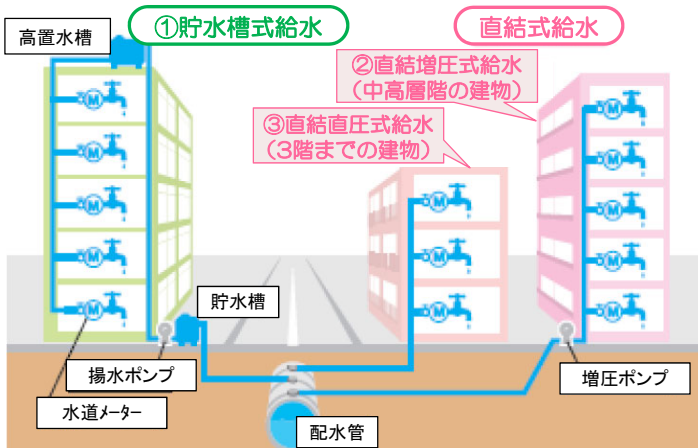 高置水槽
①貯水槽式給水
直結式給水
②直結増圧式給水
(中高層階の建物)
③直結直圧式給水
(3階までの建物)
M
M
M
M
M
M
M
M
M
M
M
M
M
貯水槽
揚水ポンプ
水道メーター
配水管
増圧ポンプ